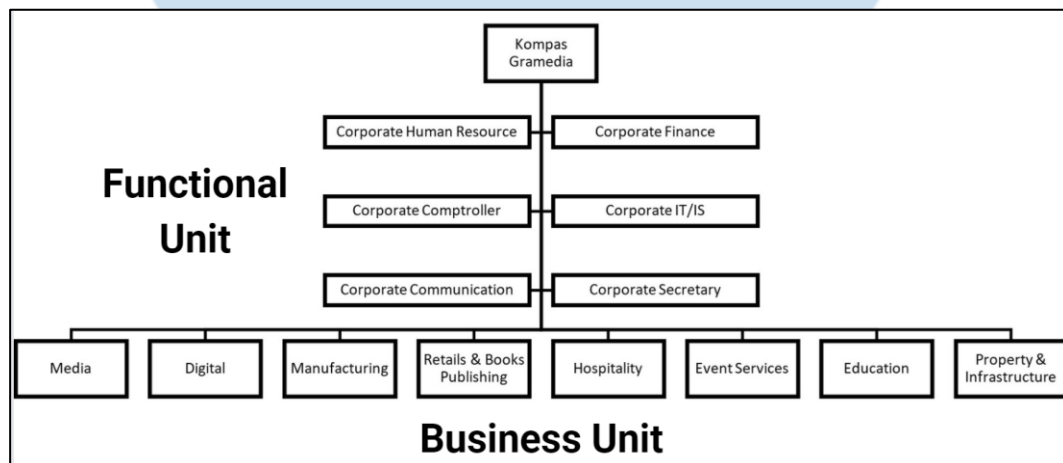 Kompas
Gramedia
Corporate Human Resource
Corporate Finance
Functional
Unit
Corporate Comptroller
Corporate IT/IS
Corporate Communication
Corporate Secretary
Media
Digital
Manufacturing
Retails & Books
Publishing
Hospitality
Event Services
Education
Property &
Infrastructure
Business Unit